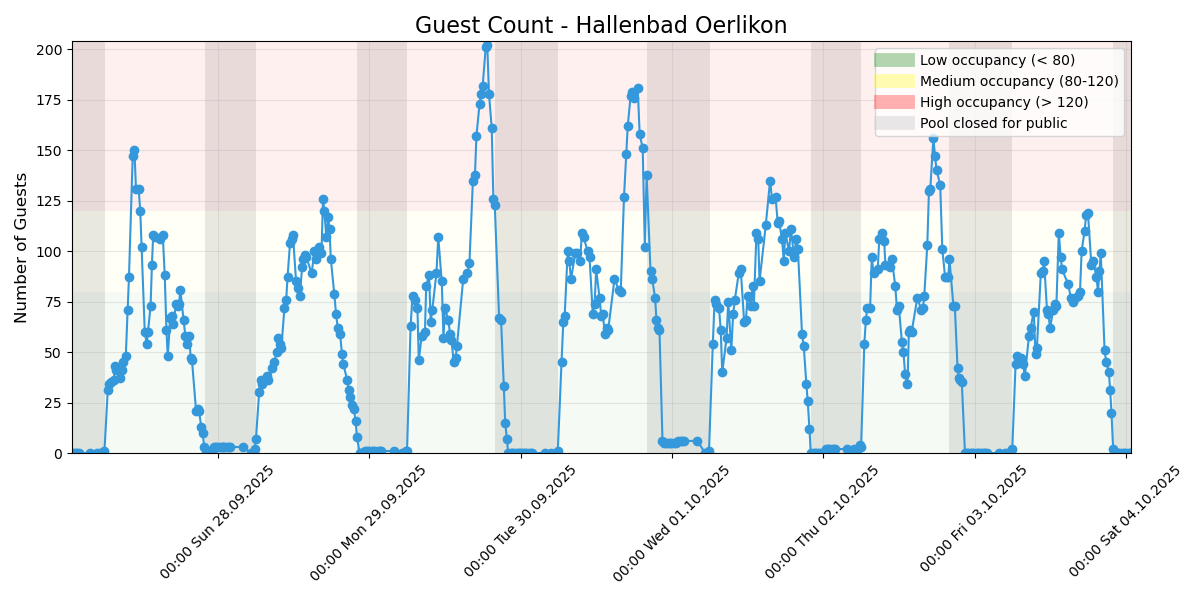 Guest Count - Hallenbad Oerlikon
Number of Guests
200
175
150
125
100
75
50
25
0
Low occupancy (< 80)
Medium occupancy (80-120)
High occupancy (> 120)
Pool closed for public
00:00 Sun 28.09.2025
00:00 Mon 29.09.2025
00:00 Tue 30.09.2025
00:00 Wed 01.10.2025
00:00 Thu 02.10.2025
00:00 Fri 03.10.2025
00:00 Sat 04.10.2025